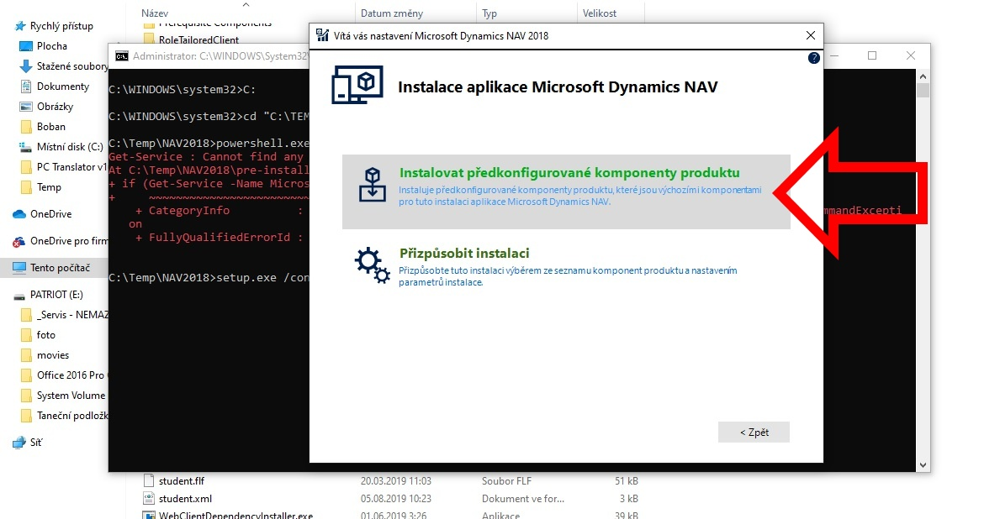 Název
Datum změny
Typ
Velikost
Rychlý přístup
Plocha
Stažené soubory
Dokumenty
Obrázky
Boban
Místní disk (C:)
PC Translator v1
Temp
OneDrive
OneDrive pro firm
Tento počítač
PATRIOT (E:)
_Servis - NEMAZ
foto
movies
Office 2016 Pro
System Volume
Taneční podložk
Síť
Prerequisite Components
RoleTailoredClient
Administrator: C:\WINDOWS\System32\
C:\WINDOWS\system32>C:
C:\WINDOWS\system32>cd "C:\TEM
C:\Temp\NAV2018>powershell.exe
Get-Service : Cannot find any
At C:\Temp\NAV2018\pre-install
+ if (Get-Service -Name Micros
+ ~~~~~~~~~~~~~~~~~~~~~~~~
+ CategoryInfo : mmandExcepti
on
+ FullyQualifiedErrorId :
C:\Temp\NAV2018>setup.exe /con
Vítá vás nastavení Microsoft Dynamics NAV 2018
?
Instalace aplikace Microsoft Dynamics NAV
Instalovat předkonfigurované komponenty produktu
Instaluje předkonfigurované komponenty produktu, které jsou výchozími komponentami
pro tuto instalaci aplikace Microsoft Dynamics NAV.
Přizpůsobit instalaci
Přizpůsobte tuto instalaci výběrem ze seznamu komponent produktu a nastavením
parametrů instalace.
< Zpět
student.flf 20.03.2019 11:03 Soubor FLF 51 kB
student.xml 05.08.2019 10:23 Dokument ve for... 3 kB
WebClientDependencyInstaller.exe 01.06.2019 3:26 Aplikace 39 kB